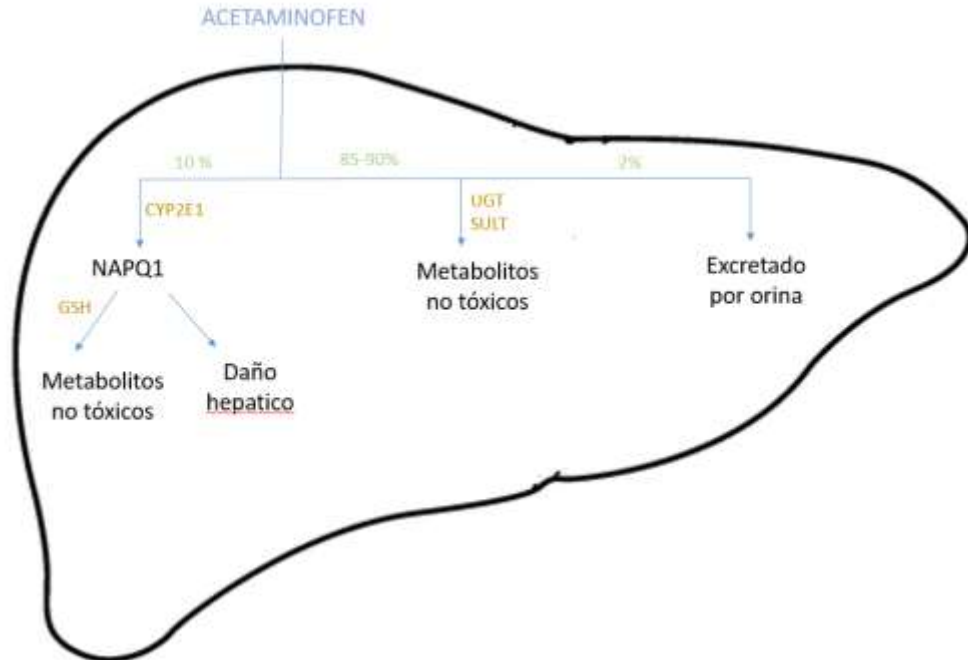 ACETAMINOFEN
10 %
85-90%
2%
CYP2E1
UGT
SULT
NAPQ1
Metabolitos
no tóxicos
Excretado
por orina
GSH
Metabolitos
no tóxicos
Daño
hepatico